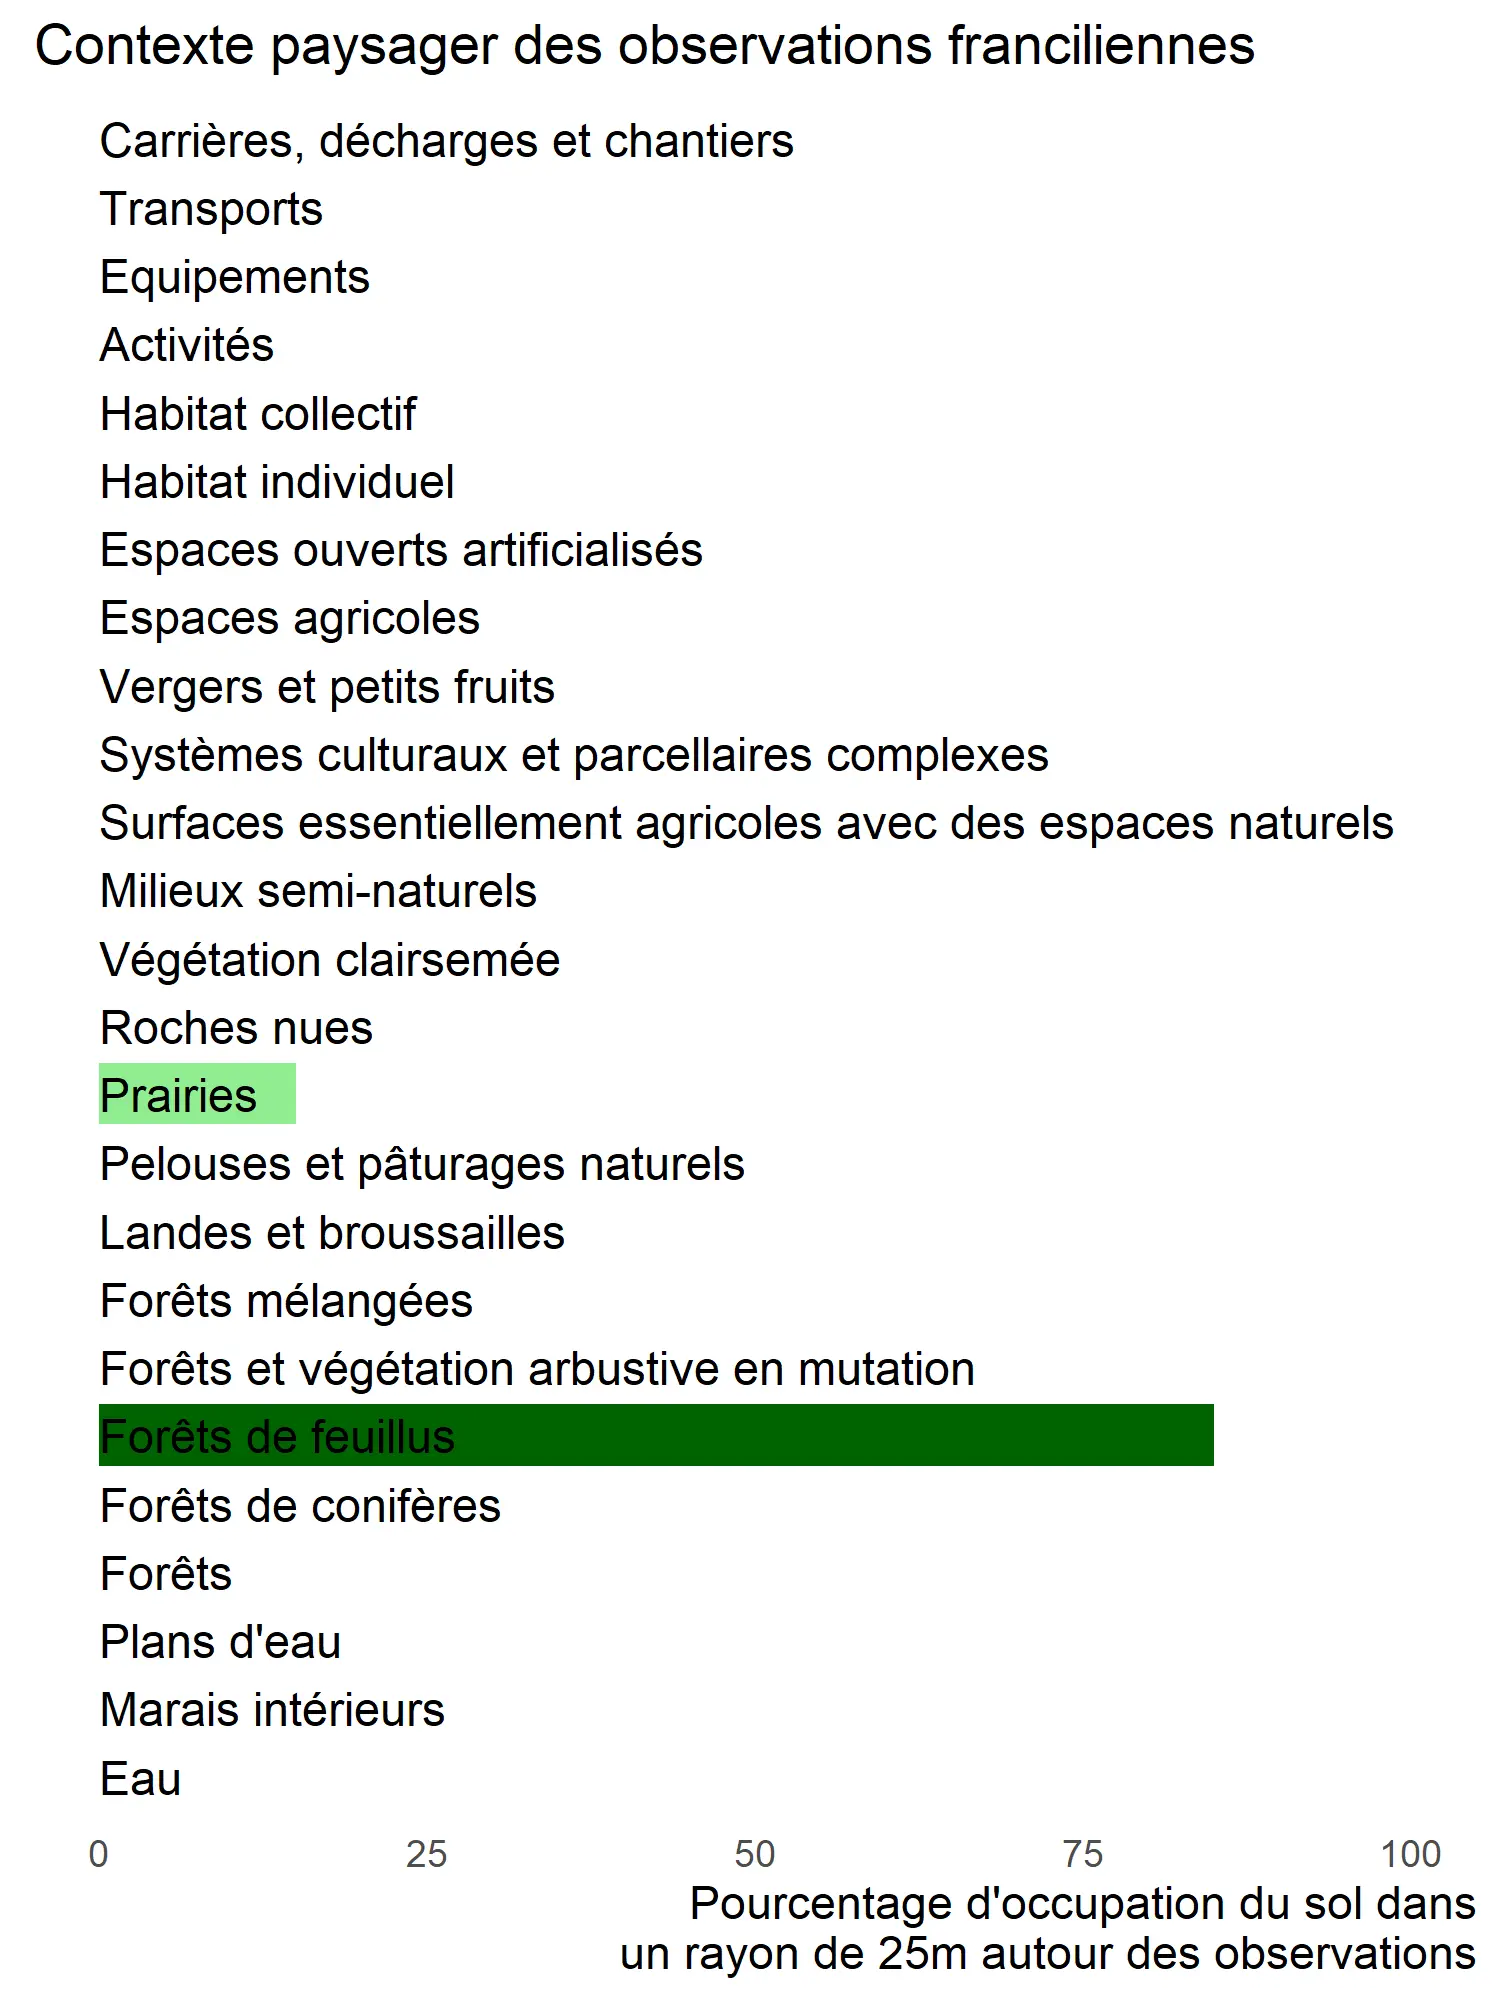 Contexte paysager des observations franciliennes
Carrières, décharges et chantiers
Transports
Equipements
Activités
Habitat collectif
Habitat individuel
Espaces ouverts artificialisés
Espaces agricoles
Vergers et petits fruits
Systèmes culturaux et parcellaires complexes
Surfaces essentiellement agricoles avec des espaces naturels
Milieux semi-naturels
Végétation clairsemée
Roches nues
Prairies
Pelouses et pâturages naturels
Landes et broussailles
Forêts mélangées
Forêts et végétation arbustive en mutation
Forêts de feuillus
Forêts de conifères
Forêts
Plans d'eau
Marais intérieurs
Eau
0 25 50 75 100
Pourcentage d'occupation du sol dans
un rayon de 25m autour des observations